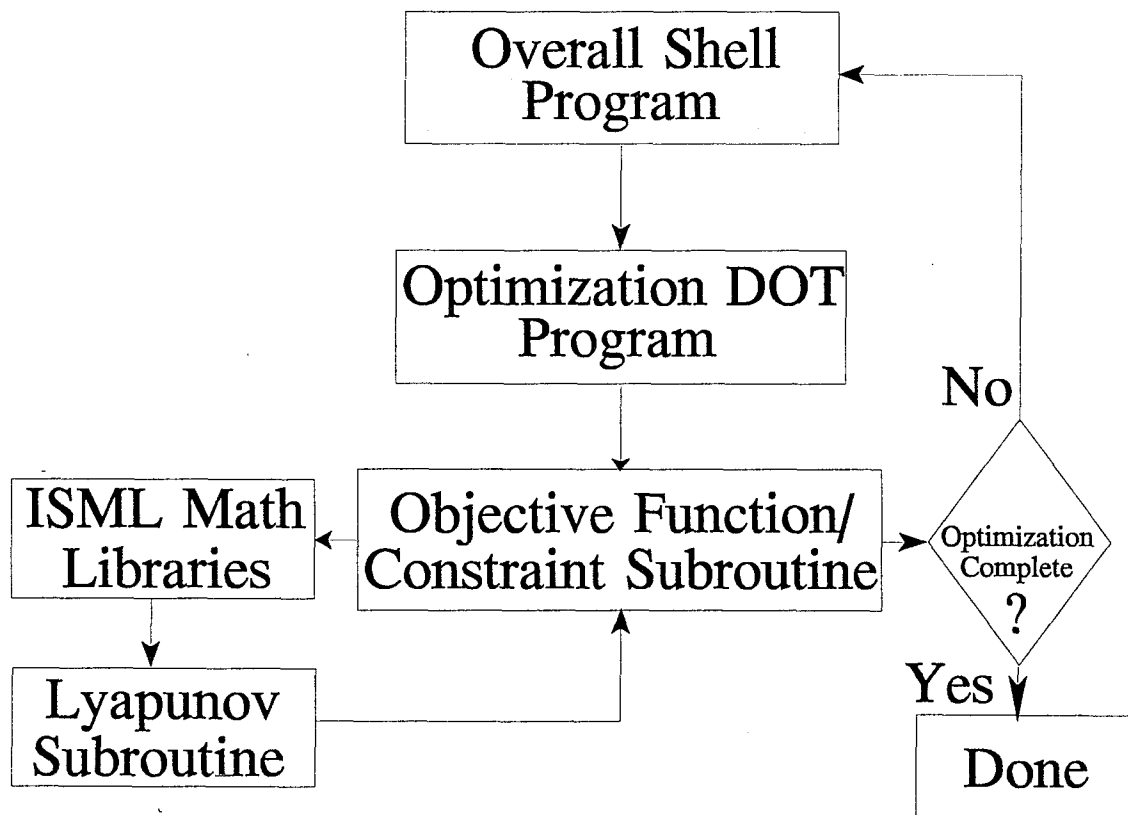 Overall Shell
Program
Optimization DOT
Program
No
ISML Math
Libraries
Objective Function/
Constraint Subroutine
Optimization
Complete
?
Lyapunov
Subroutine
Yes
Done